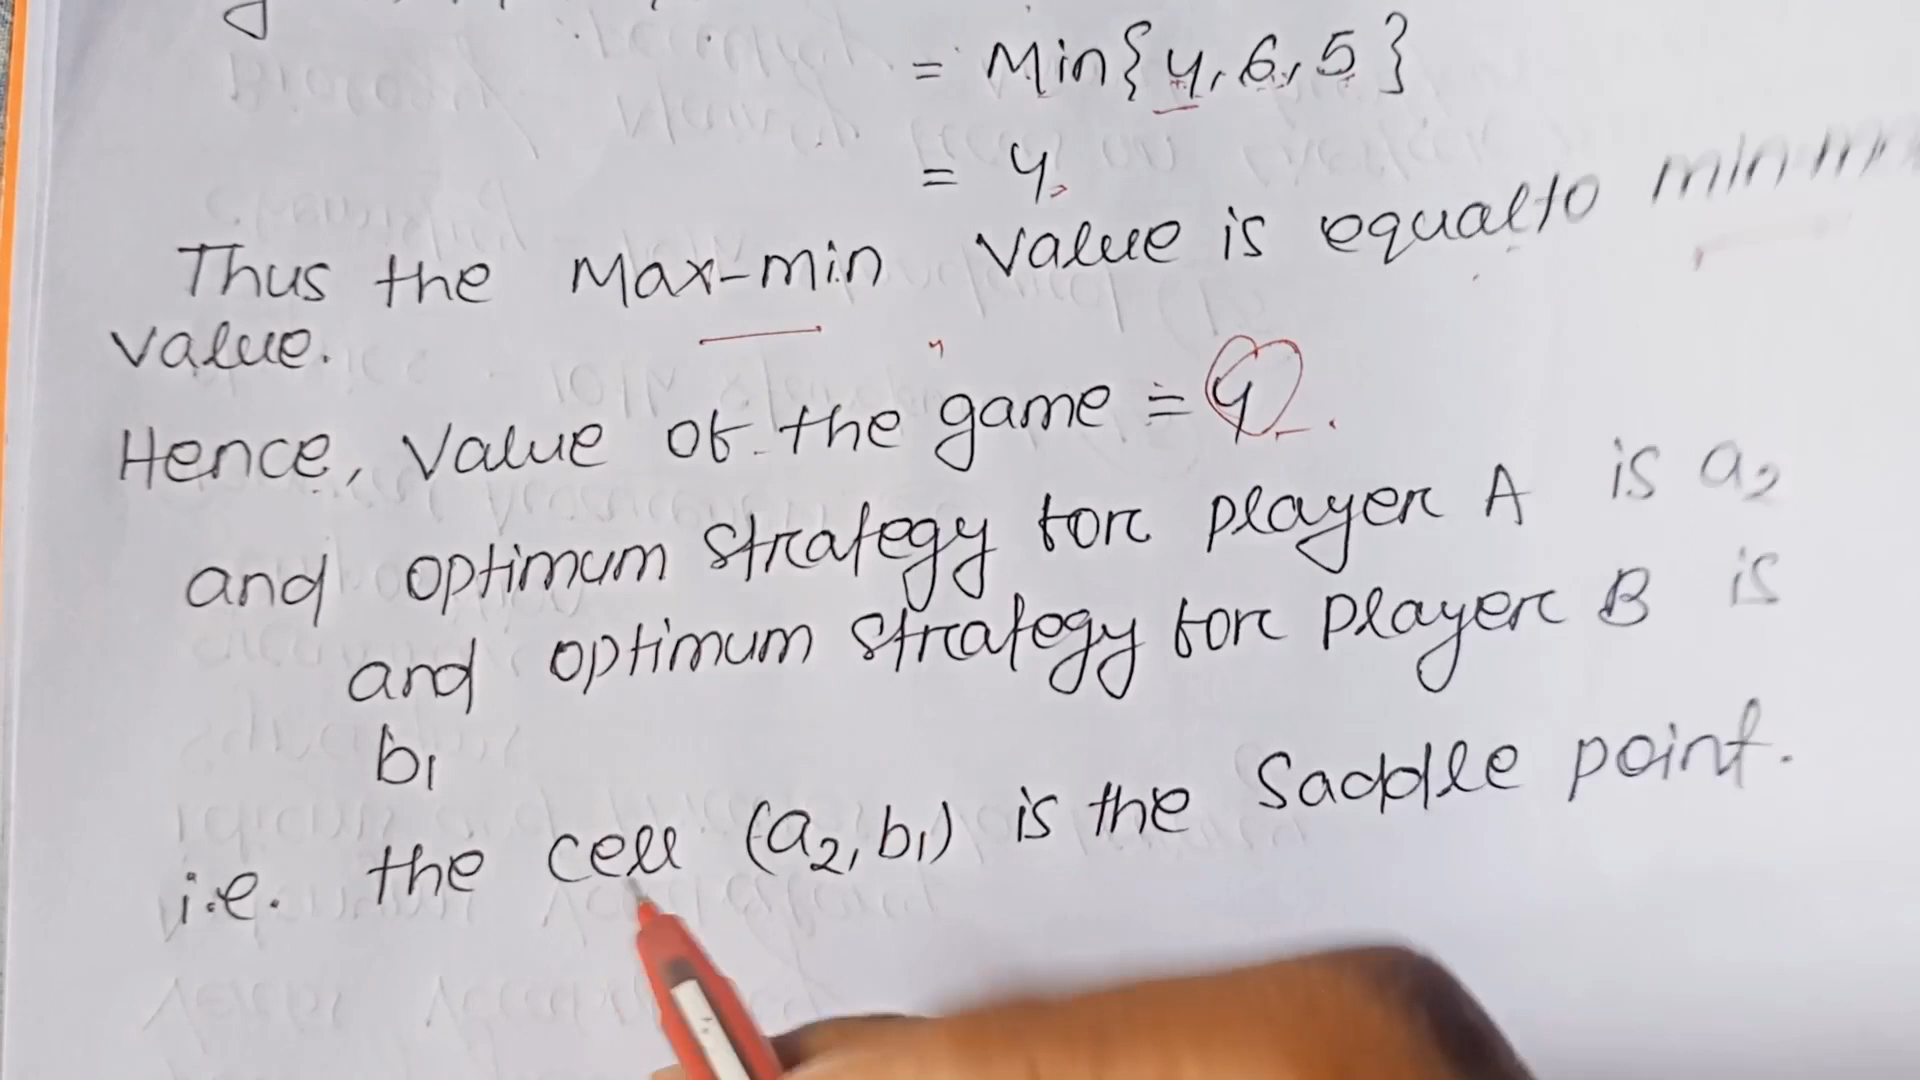 = Min{4, 6, 5}
= 4.
Thus the Max-min value is equal to
value.
Hence, value of the game = 4.
and optimum strategy for player A is a₂
and optimum strategy for player B is
b₁
i.e. the cell (a₂, b₁) is the Saddle point.